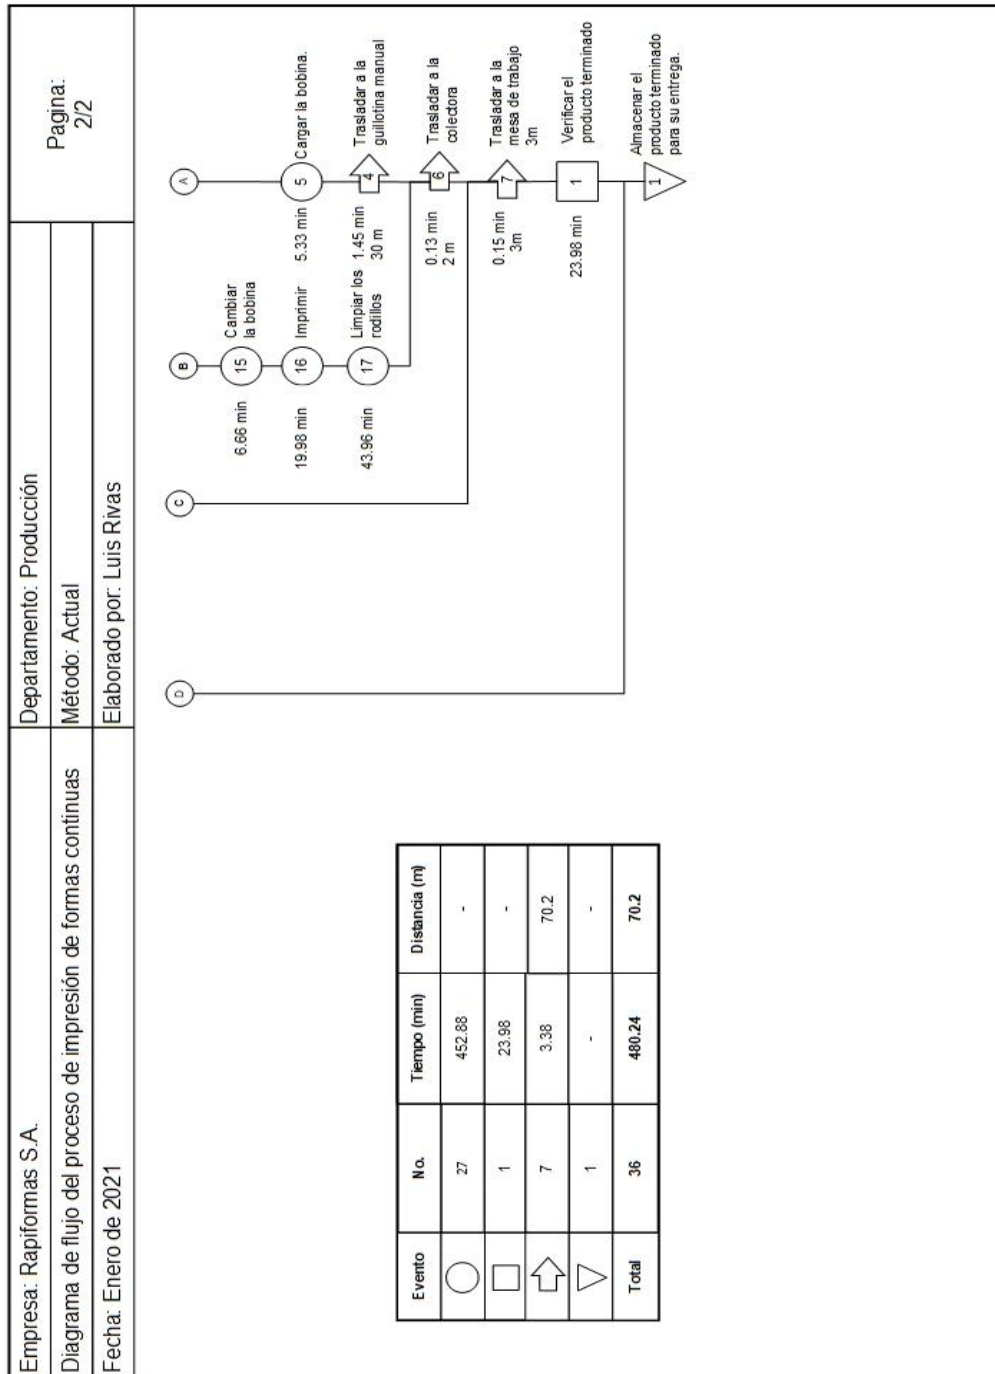 Empresa: Rapiformas S.A.
Departamento: Producción
Pagina:
2/2
Diagrama de flujo del proceso de impresión de formas continuas
Método: Actual
Fecha: Enero de 2021
Elaborado por: Luis Rivas
D
C
B
A
6.66 min
15
Cambiar
la bobina
19.98 min
16
Imprimir
5.33 min
5
Cargar la bobina.
43.96 min
17
Limpiar los
rodillos
1.45 min
30 m
4
Trasladar a la
guillotina manual
0.13 min
2 m
6
Trasladar a la
colectora
0.15 min
3m
7
Trasladar a la
mesa de trabajo
3m
23.98 min
1
Verificar el
producto terminado
1
Almacenar el
producto terminado
para su entrega.
Evento No. Tiempo (min) Distancia (m)
27 452.88 -
1 23.98 -
7 3.38 70.2
1 - -
Total 36 480.24 70.2